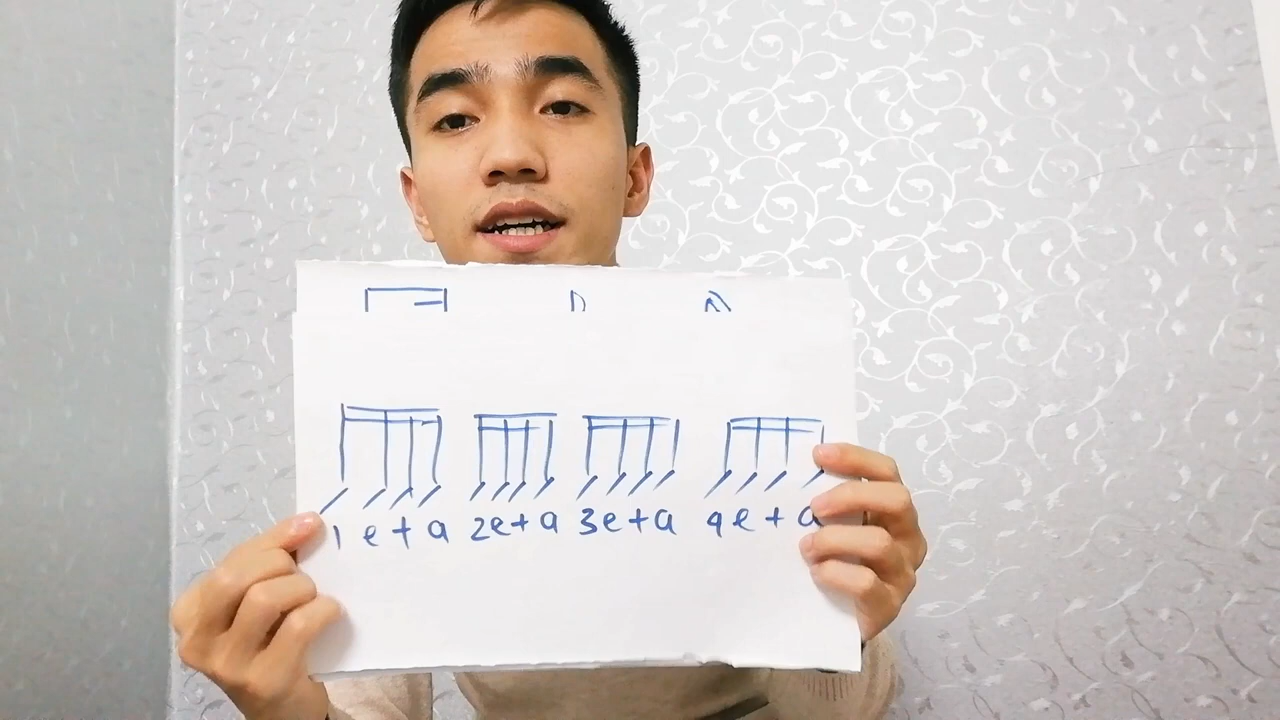 1 e + a 2e + a 3e + a 4e + a